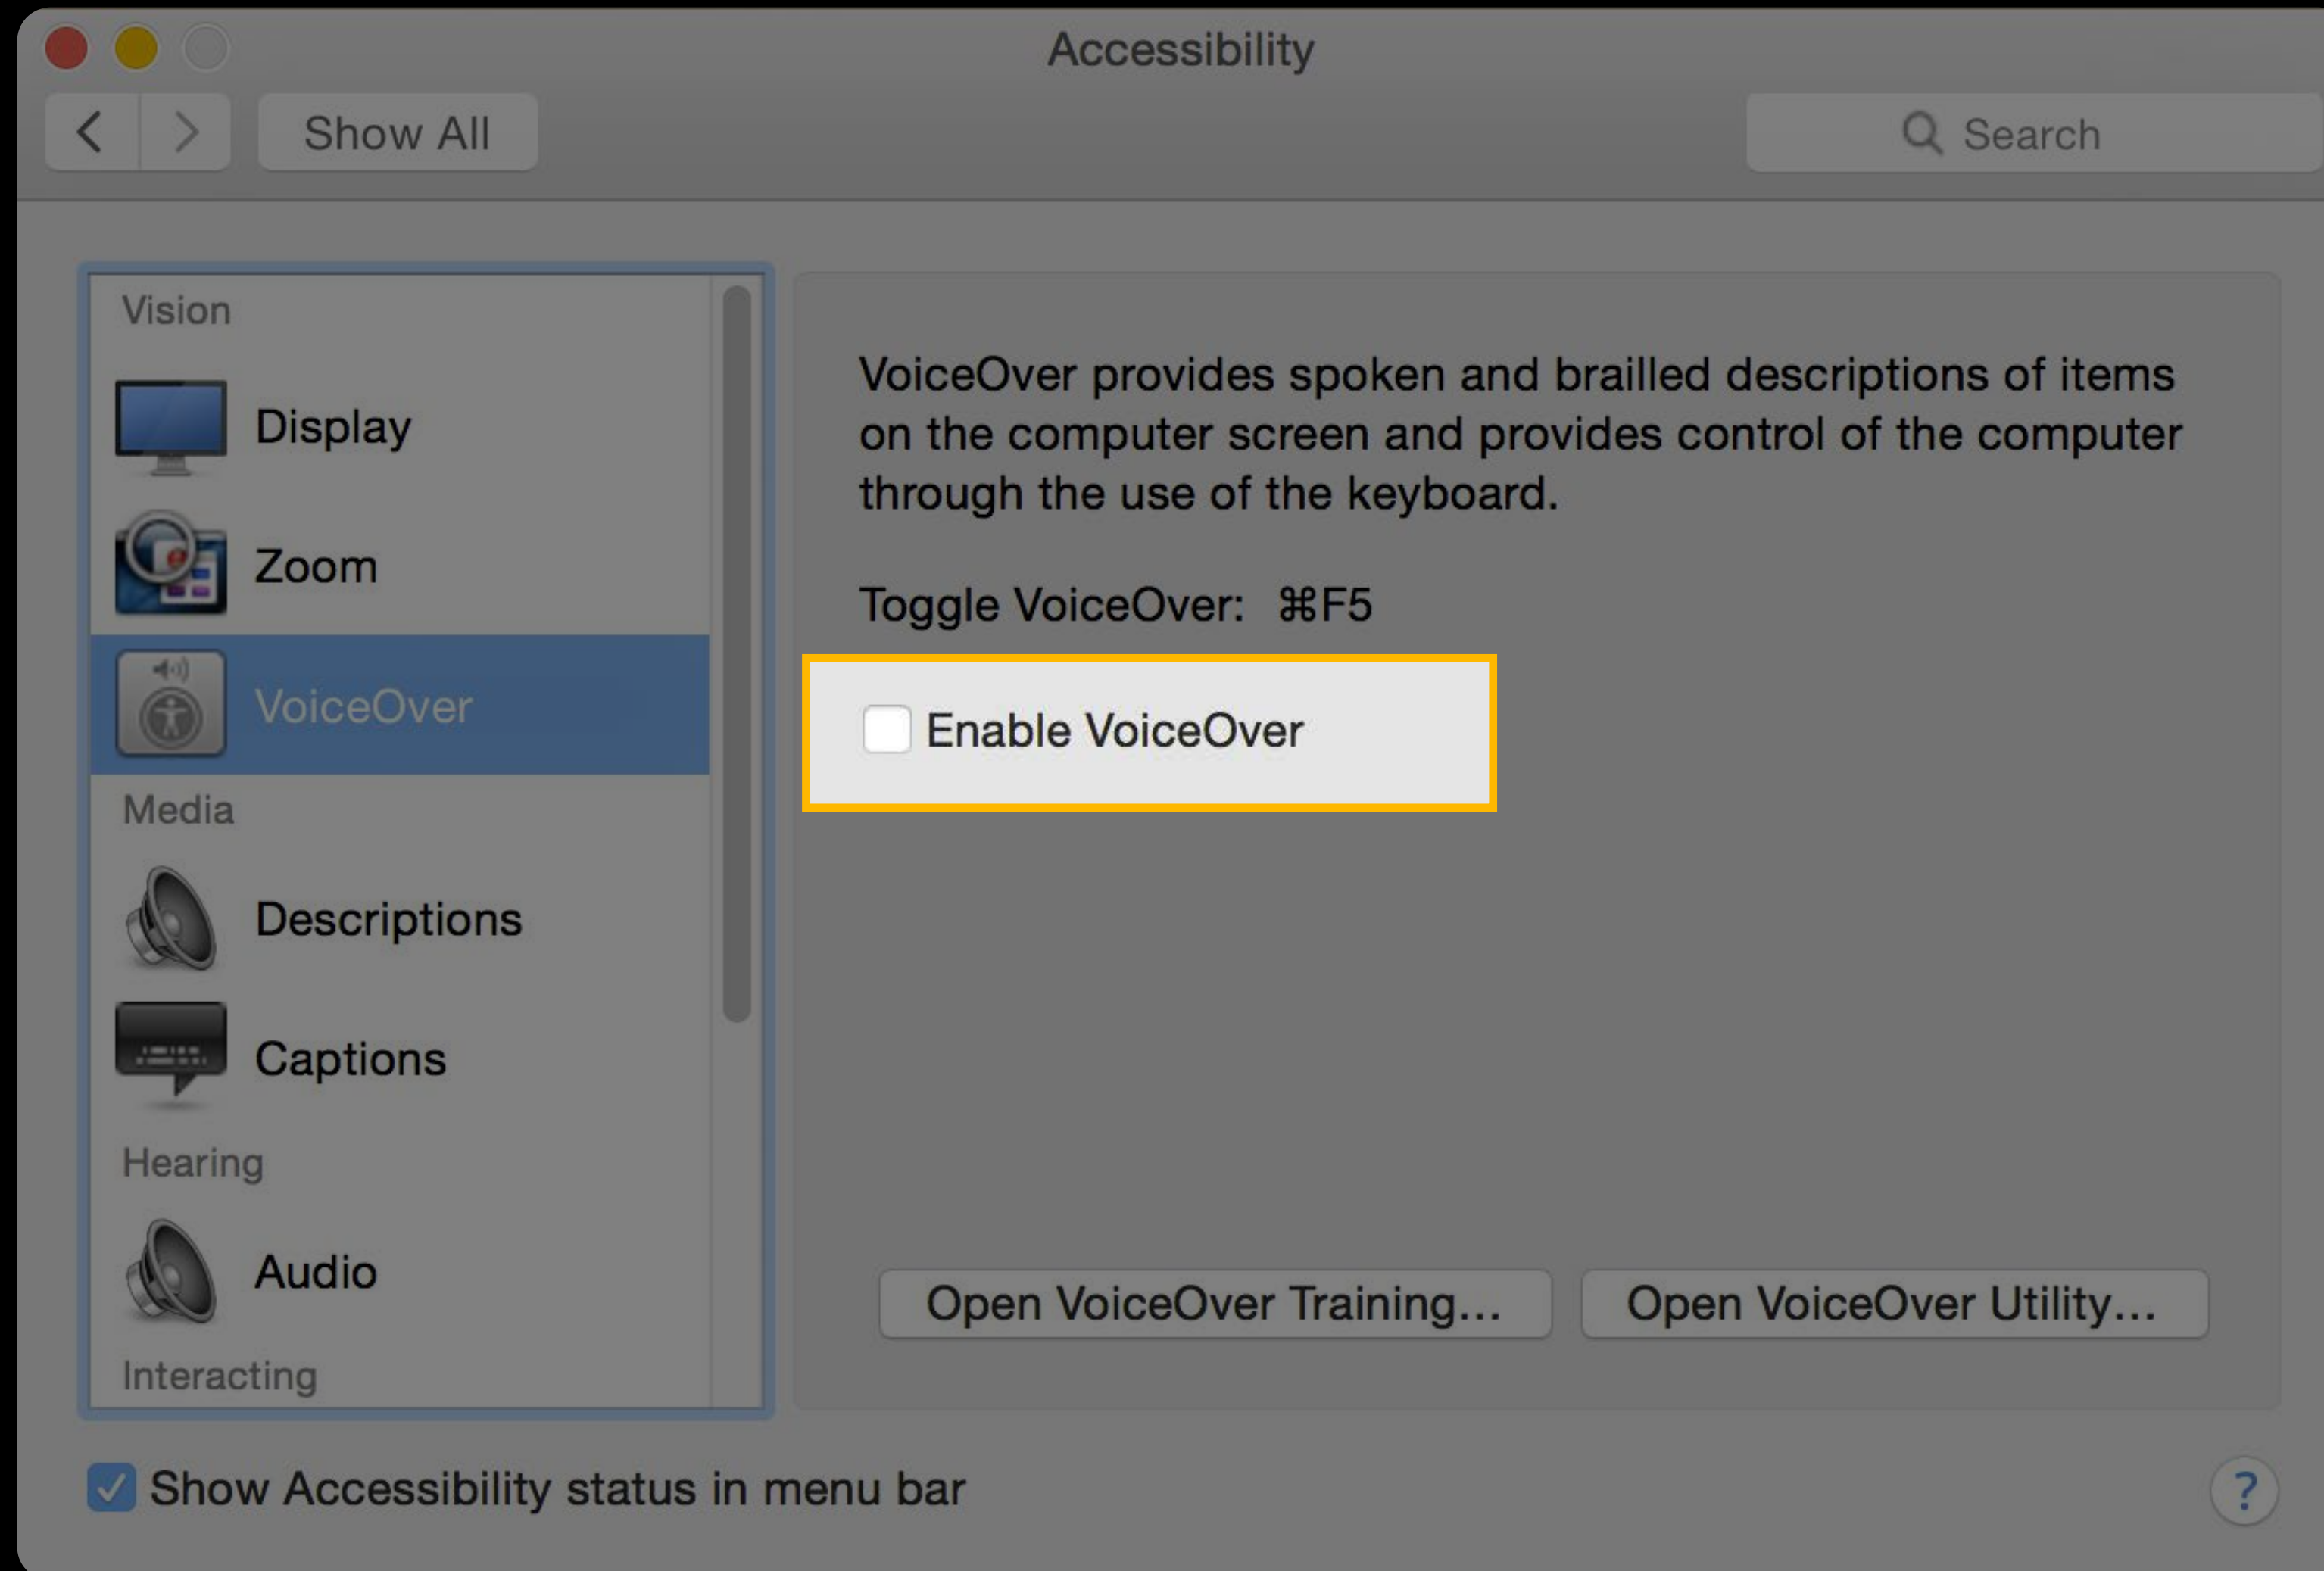 Accessibility
Show All
Search
Vision
Display
Zoom
VoiceOver
Media
Descriptions
Captions
Hearing
Audio
Interacting
VoiceOver provides spoken and brailled descriptions of items
on the computer screen and provides control of the computer
through the use of the keyboard.
Toggle VoiceOver: ⌘F5
Enable VoiceOver
Open VoiceOver Training...
Open VoiceOver Utility...
Show Accessibility status in menu bar
?